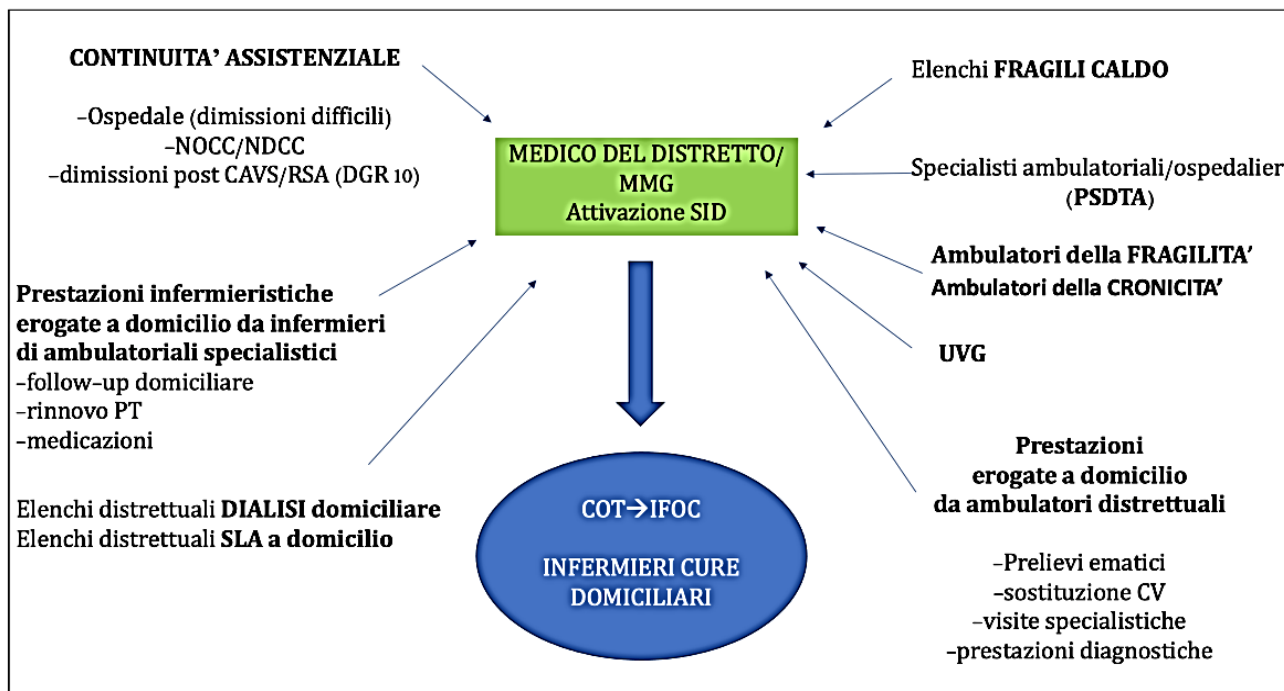 CONTINUITA' ASSISTENZIALE
–Ospedale (dimissioni difficili)
–NOCC/NDCC
–dimissioni post CAVS/RSA (DGR 10)
Prestazioni infermieristiche
erogate a domicilio da infermieri
di ambulatoriali specialistici
–follow-up domiciliare
–rinnovo PT
–medicazioni
Elenchi distrettuali DIALISI domiciliare
Elenchi distrettuali SLA a domicilio
MEDICO DEL DISTRETTO/
MMG
Attivazione SID
COT→IFOC
INFERMIERI CURE
DOMICILIARI
Elenchi FRAGILI CALDO
Specialisti ambulatoriali/ospedalier
(PSDTA)
Ambulatori della FRAGILITA'
Ambulatori della CRONICITA'
UVG
Prestazioni
erogate a domicilio
da ambulatori distrettuali
–Prelievi ematici
–sostituzione CV
–visite specialistiche
–prestazioni diagnostiche